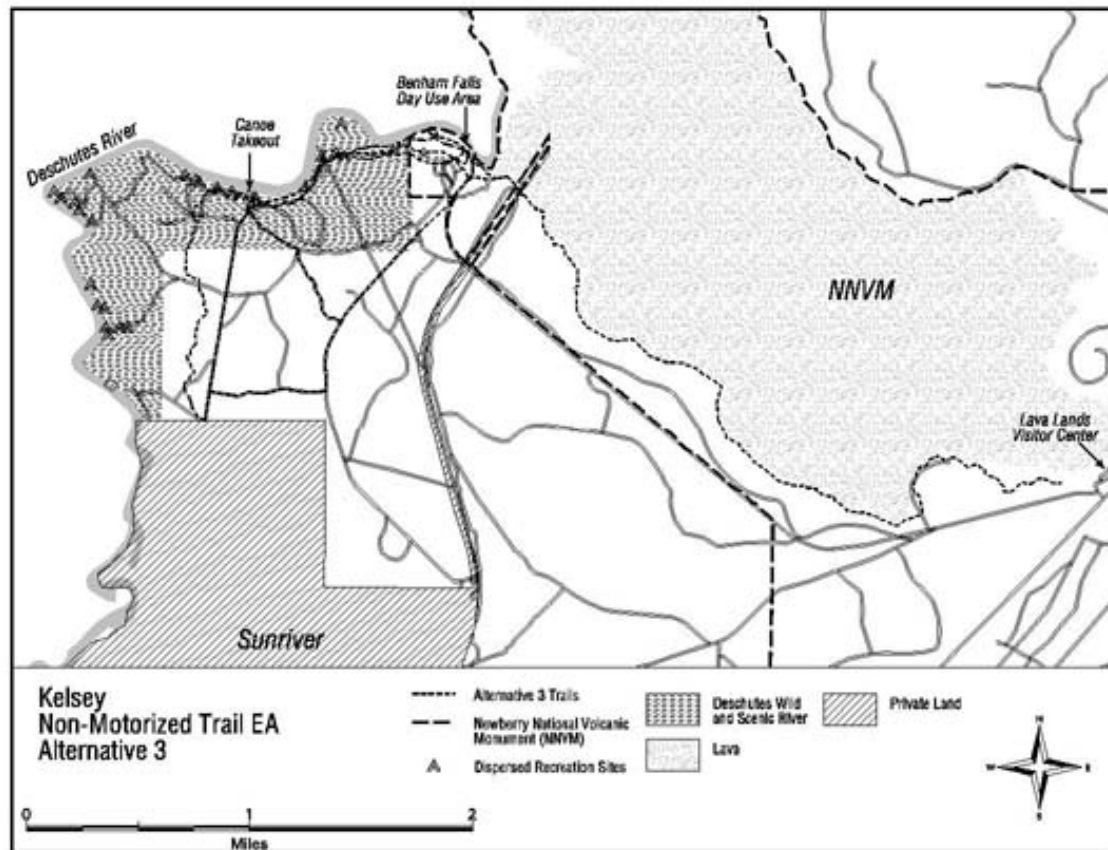 Benham Falls
Day Use Area
Canoe
Takeout
Deschutes River
NNVM
Lava Lands
Visitor Center
Sunriver
Kelsey
Non-Motorized Trail EA
Alternative 3
Alternative 3 Trails
Newberry National Volcanic
Monument (NNVM)
Dispersed Recreation Sites
Deschutes Wild
and Scenic River
Lava
Private Land
N
W
E
S
0 1 2
Miles